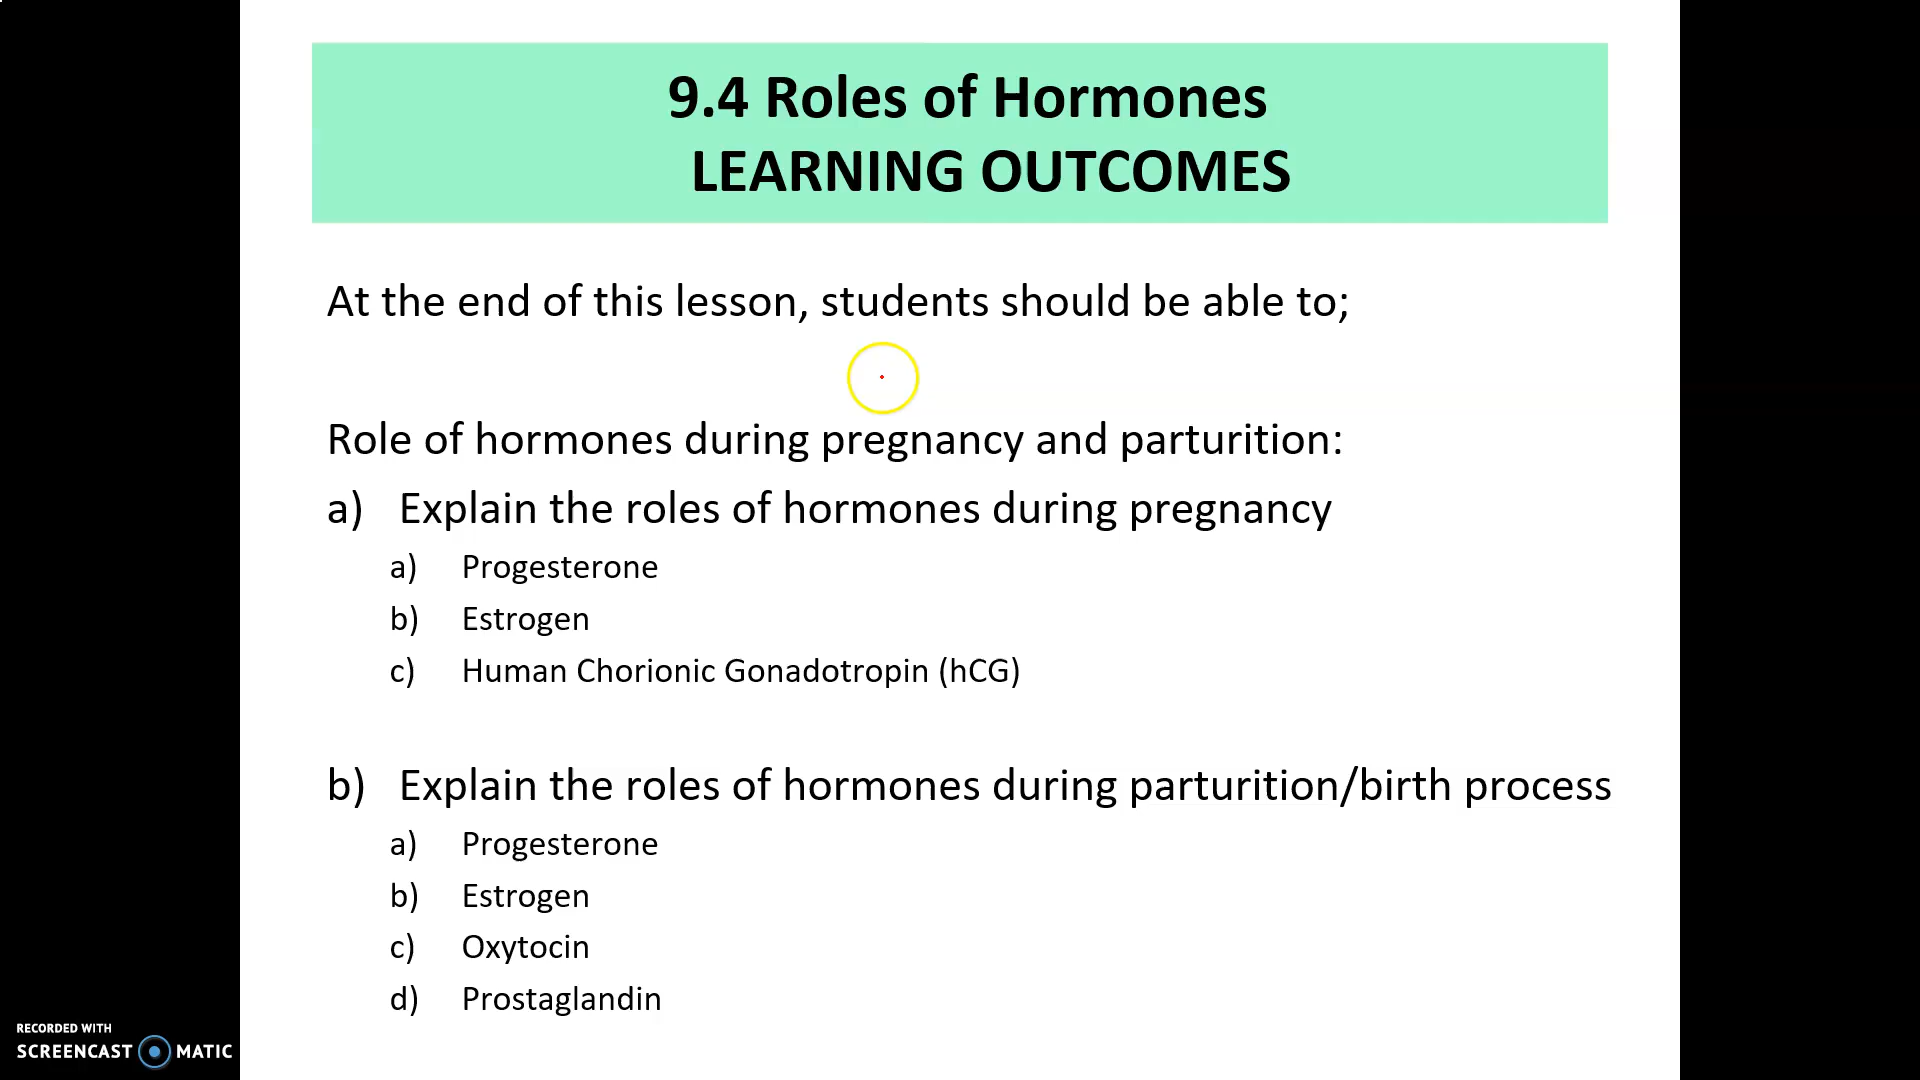 9.4 Roles of Hormones
LEARNING OUTCOMES
At the end of this lesson, students should be able to;
Role of hormones during pregnancy and parturition:
a) Explain the roles of hormones during pregnancy
a) Progesterone
b) Estrogen
c) Human Chorionic Gonadotropin (hCG)
b) Explain the roles of hormones during parturition/birth process
a) Progesterone
b) Estrogen
c) Oxytocin
d) Prostaglandin
RECORDED WITH
SCREENCAST MATIC